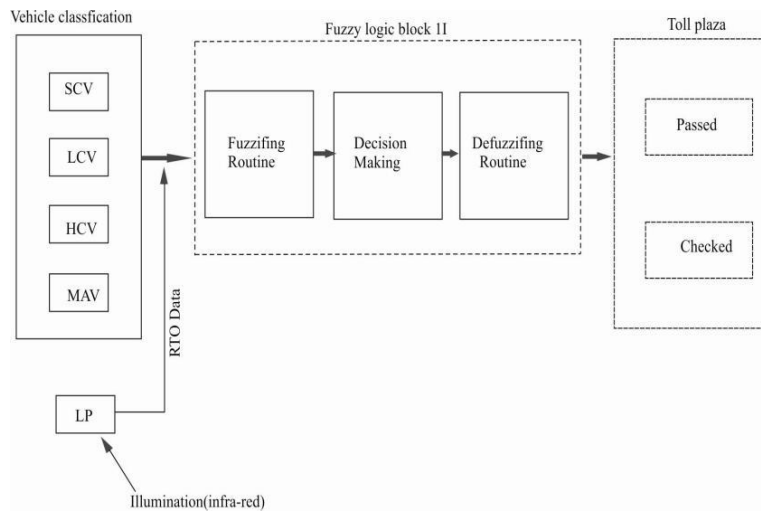 Vehicle classfication
SCV
LCV
HCV
MAV
LP
Illumination(infra-red)
RTO Data
Fuzzy logic block 1I
Fuzzifing
Routine
Decision
Making
Defuzzifing
Routine
Toll plaza
Passed
Checked